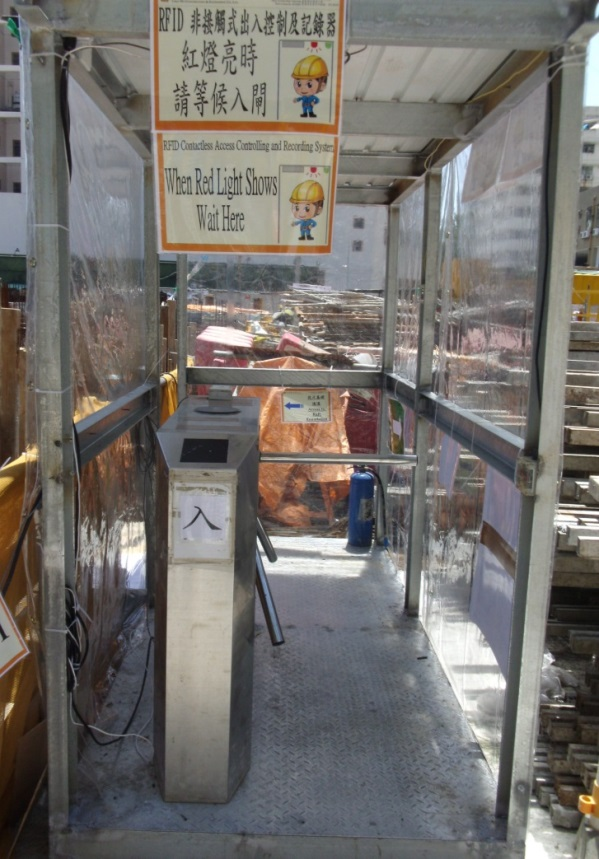 RFID 非接觸式出入控制及記錄器
紅燈亮時
請等候入閘
RFID Contactless Access Controlling and Recording System
When Red Light Shows
Wait Here
入